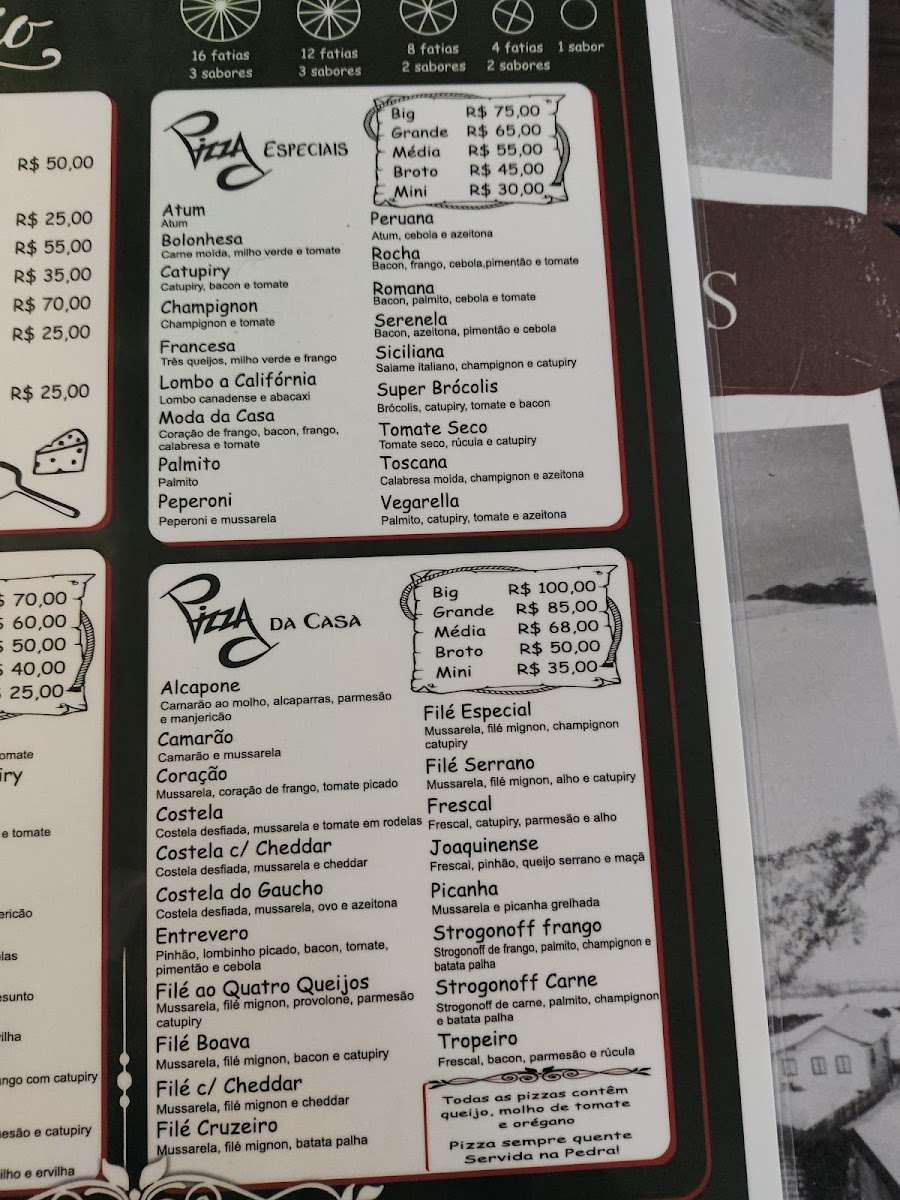 16 fatias
3 sabores
12 fatias
3 sabores
8 fatias
2 sabores
4 fatias
2 sabores
1 sabor
R$ 50,00
R$ 25,00
R$ 55,00
R$ 35,00
R$ 70,00
R$ 25,00
R$ 25,00
Pizza ESPECIAIS
Big R$ 75,00
Grande R$ 65,00
Média R$ 55,00
Broto R$ 45,00
Mini R$ 30,00
Atum
Atum
Bolonhesa
Carne moída, milho verde e tomate
Catupiry
Catupiry, bacon e tomate
Champignon
Champignon e tomate
Francesa
Três queijos, milho verde e frango
Lombo a Califórnia
Lombo canadense e abacaxi
Moda da Casa
Coração de frango, bacon, frango,
calabresa e tomate
Palmito
Palmito
Peperoni
Peperoni e mussarela
Peruana
Atum, cebola e azeitona
Rocha
Bacon, frango, cebola,pimentão e tomate
Romana
Bacon, palmito, cebola e tomate
Serenela
Bacon, azeitona, pimentão e cebola
Siciliana
Salame italiano, champignon e catupiry
Super Brócolis
Brócolis, catupiry, tomate e bacon
Tomate Seco
Tomate seco, rúcula e catupiry
Toscana
Calabresa moída, champignon e azeitona
Vegarella
Palmito, catupiry, tomate e azeitona
S
70,00
60,00
50,00
40,00
25,00
omate
iry
e tomate
ericão
las
esunto
vilha
ngo com catupiry
esão e catupiry
ilho e ervilha
Pizza DA CASA
Big R$ 100,00
Grande R$ 85,00
Média R$ 68,00
Broto R$ 50,00
Mini R$ 35,00
Alcapone
Camarão ao molho, alcaparras, parmesão
e manjericão
Camarão
Camarão e mussarela
Coração
Mussarela, coração de frango, tomate picado
Costela
Costela desfiada, mussarela e tomate em rodelas
Costela c/ Cheddar
Costela desfiada, mussarela e cheddar
Costela do Gaucho
Costela desfiada, mussarela, ovo e azeitona
Entrevero
Pinhão, lombinho picado, bacon, tomate,
pimentão e cebola
Filé ao Quatro Queijos
Mussarela, filé mignon, provolone, parmesão
catupiry
Filé Boava
Mussarela, filé mignon, bacon e catupiry
Filé c/ Cheddar
Mussarela, filé mignon e cheddar
Filé Cruzeiro
Mussarela, filé mignon, batata palha
Filé Especial
Mussarela, filé mignon, champignon
catupiry
Filé Serrano
Mussarela, filé mignon, alho e catupiry
Frescal
Frescal, catupiry, parmesão e alho
Joaquinense
Frescal, pinhão, queijo serrano e maçã
Picanha
Mussarela e picanha grelhada
Strogonoff frango
Strogonoff de frango, palmito, champignon e
batata palha
Strogonoff Carne
Strogonoff de carne, palmito, champignon
e batata palha
Tropeiro
Frescal, bacon, parmesão e rúcula
Todas as pizzas contêm
queijo, molho de tomate
e orégano
Pizza sempre quente
Servida na Pedra!